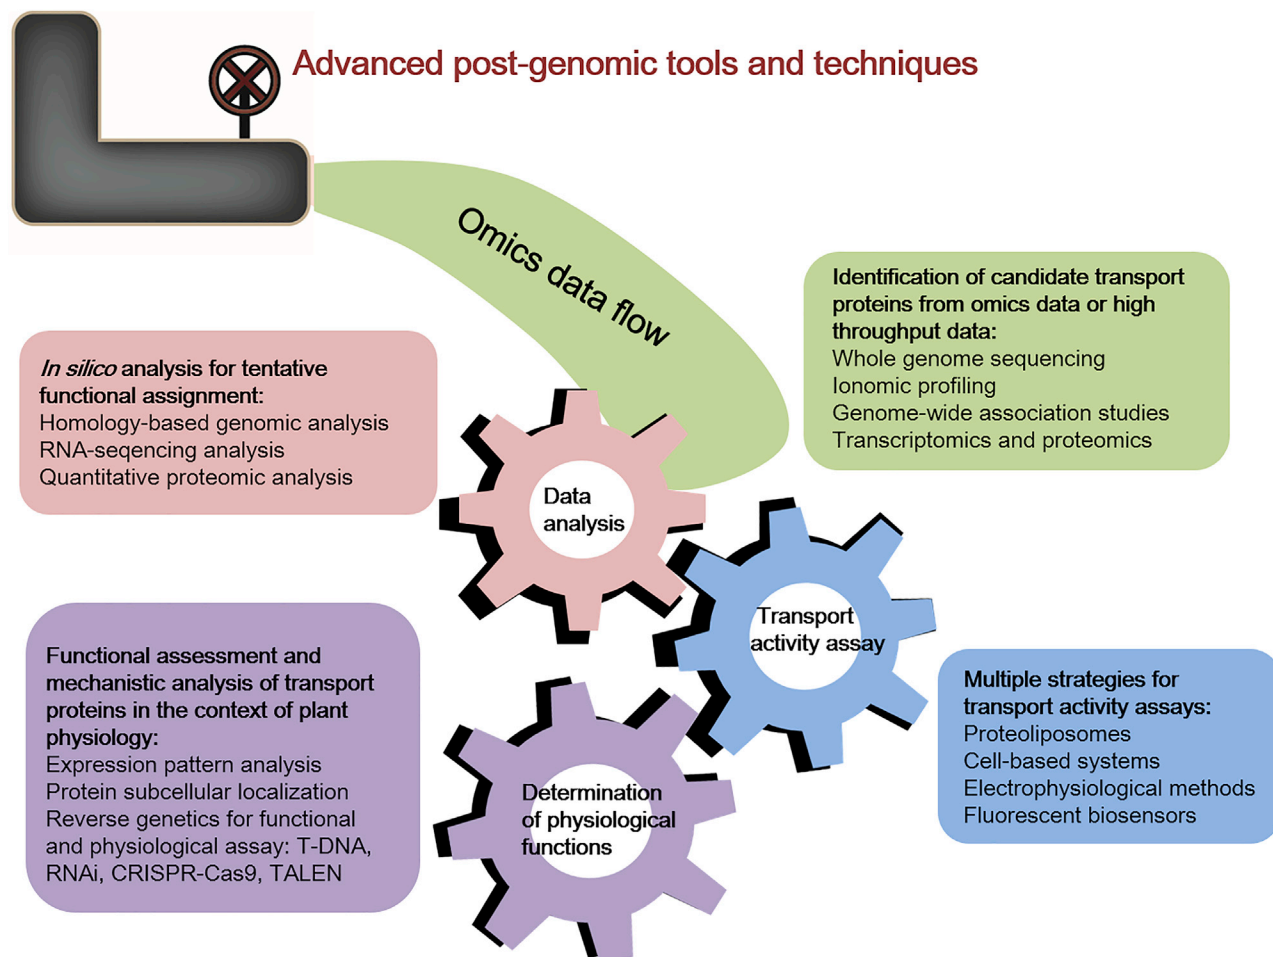 Advanced post-genomic tools and techniques
Omics data flow
Identification of candidate transport
proteins from omics data or high
throughput data:
Whole genome sequencing
Ionomic profiling
Genome-wide association studies
Transcriptomics and proteomics
In silico analysis for tentative
functional assignment:
Homology-based genomic analysis
RNA-seqencing analysis
Quantitative proteomic analysis
Data
analysis
Transport
activity assay
Multiple strategies for
transport activity assays:
Proteoliposomes
Cell-based systems
Electrophysiological methods
Fluorescent biosensors
Functional assessment and
mechanistic analysis of transport
proteins in the context of plant
physiology:
Expression pattern analysis
Protein subcellular localization
Reverse genetics for functional
and physiological assay: T-DNA,
RNAi, CRISPR-Cas9, TALEN
Determination
of physiological
functions